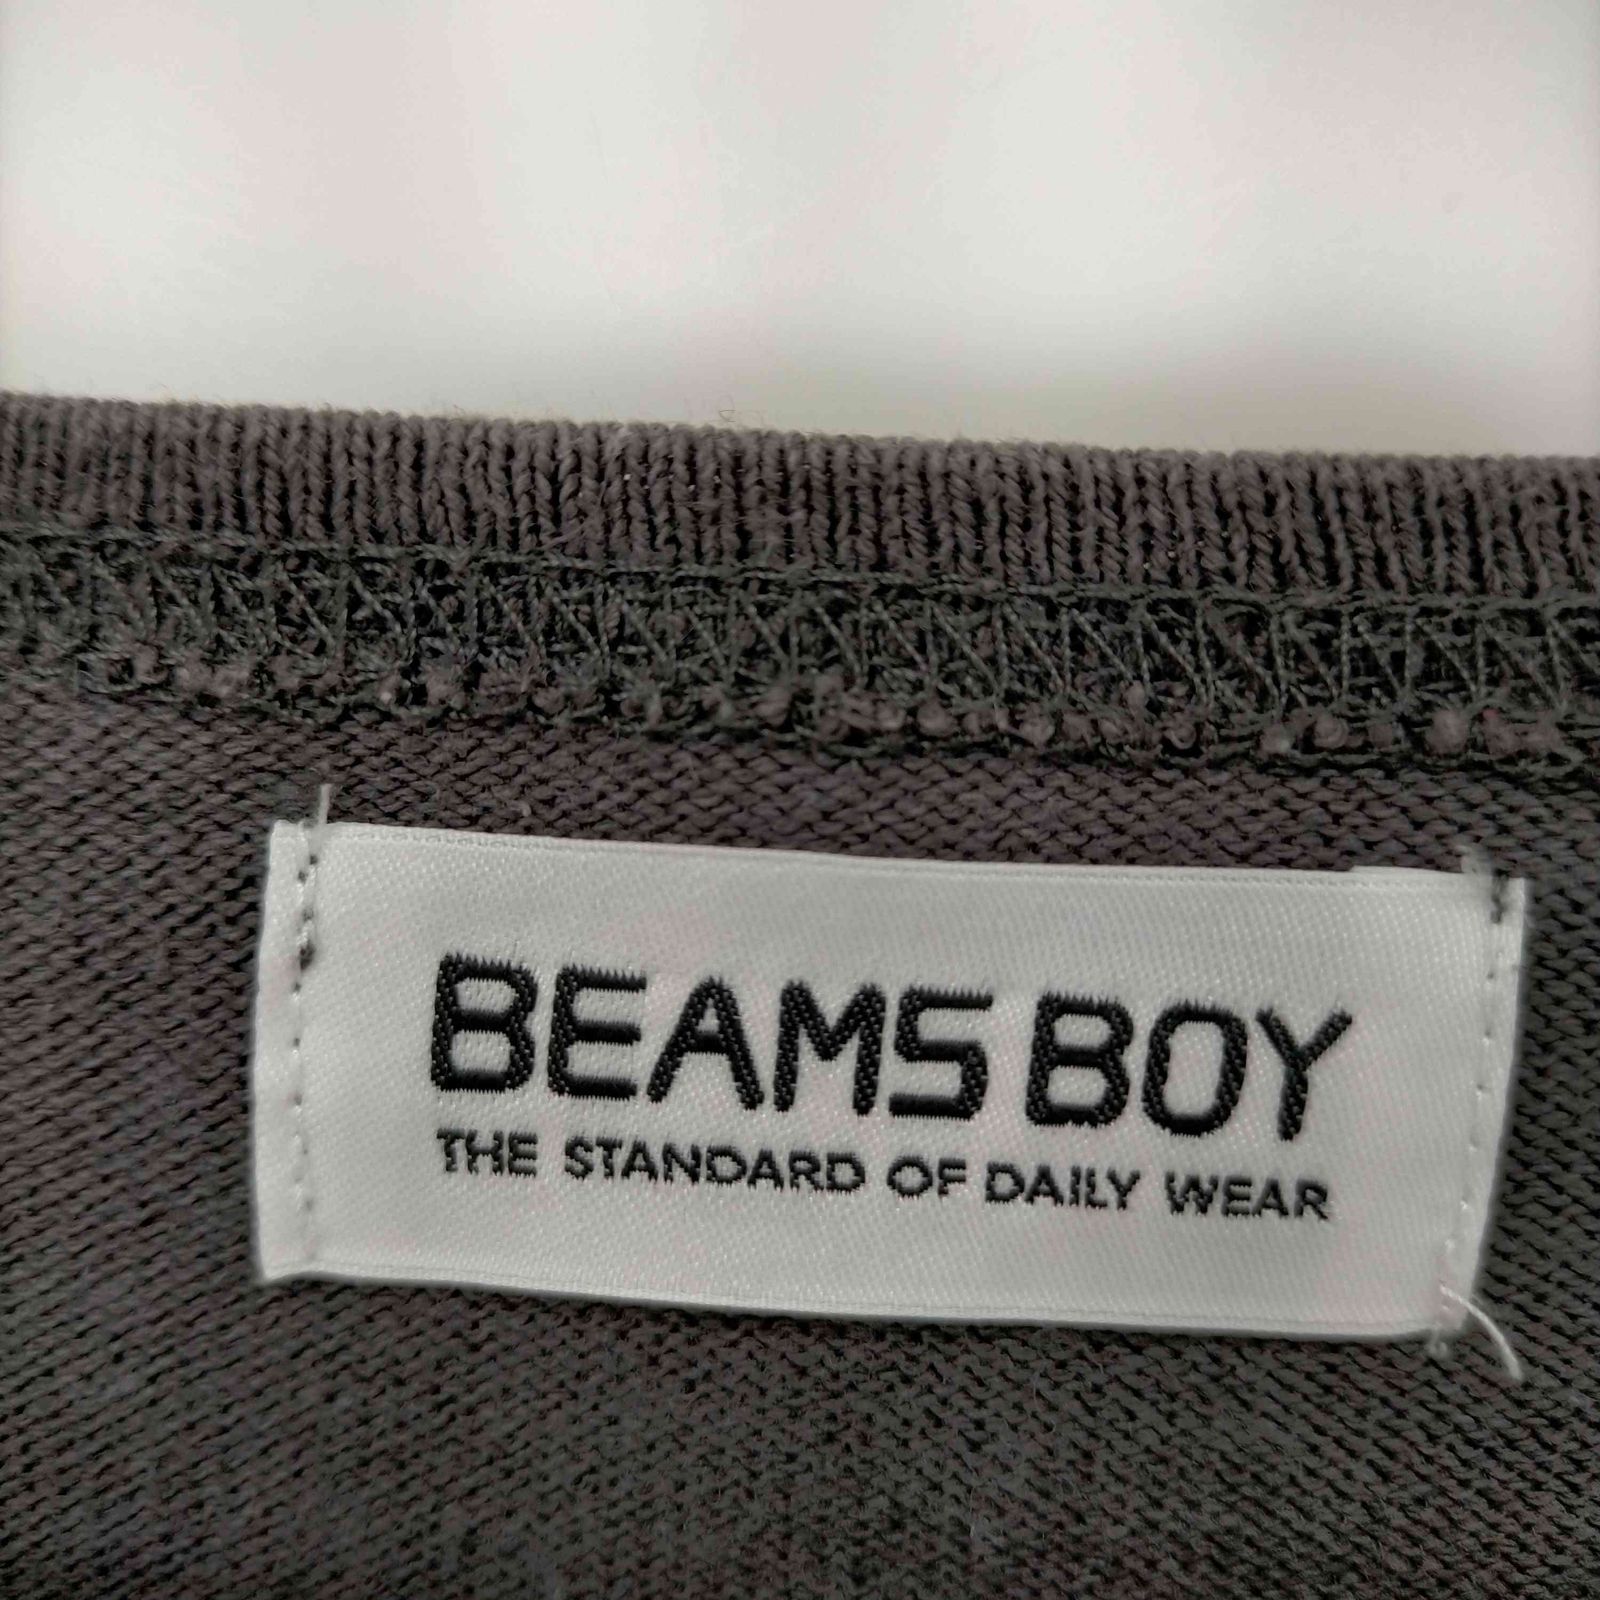 BEAMS BOY
THE STANDARD OF DAILY WEAR